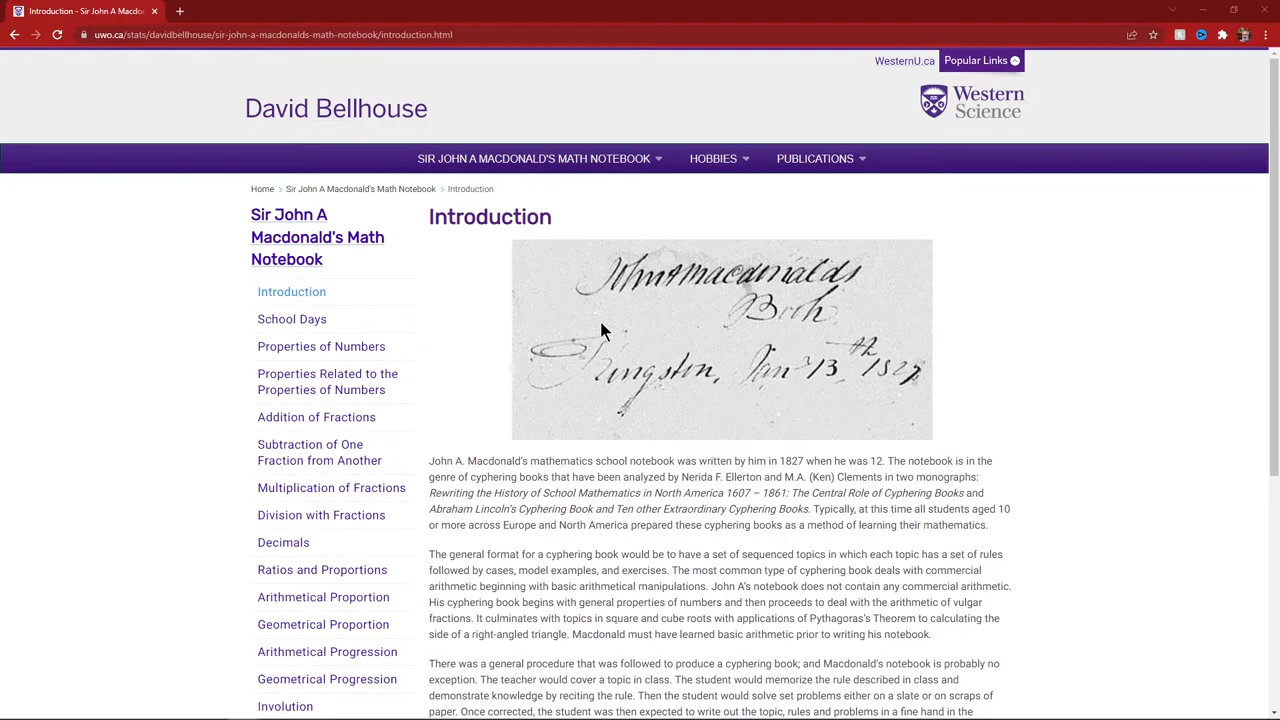 Introduction - Sir John A Macdo
uwo.ca/stats/davidbellhouse/sir-john-a-macdonalds-math-notebook/introduction.html
WesternU.ca
Popular Links
David Bellhouse
Western
Science
SIR JOHN A MACDONALD'S MATH NOTEBOOK
HOBBIES
PUBLICATIONS
Home > Sir John A Macdonald's Math Notebook > Introduction
Sir John A
Macdonald's Math
Notebook
Introduction
School Days
Properties of Numbers
Properties Related to the
Properties of Numbers
Addition of Fractions
Subtraction of One
Fraction from Another
Multiplication of Fractions
Division with Fractions
Decimals
Ratios and Proportions
Arithmetical Proportion
Geometrical Proportion
Arithmetical Progression
Geometrical Progression
Involution
Introduction
John A Macdonalds
Book
Kingston, Jany 13th 1827
John A. Macdonald's mathematics school notebook was written by him in 1827 when he was 12. The notebook is in the
genre of cyphering books that have been analyzed by Nerida F. Ellerton and M.A. (Ken) Clements in two monographs:
Rewriting the History of School Mathematics in North America 1607 – 1861: The Central Role of Cyphering Books and
Abraham Lincoln's Cyphering Book and Ten other Extraordinary Cyphering Books. Typically, at this time all students aged 10
or more across Europe and North America prepared these cyphering books as a method of learning their mathematics.
The general format for a cyphering book would be to have a set of sequenced topics in which each topic has a set of rules
followed by cases, model examples, and exercises. The most common type of cyphering book deals with commercial
arithmetic beginning with basic arithmetical manipulations. John A's notebook does not contain any commercial arithmetic.
His cyphering book begins with general properties of numbers and then proceeds to deal with the arithmetic of vulgar
fractions. It culminates with topics in square and cube roots with applications of Pythagoras's Theorem to calculating the
side of a right-angled triangle. Macdonald must have learned basic arithmetic prior to writing his notebook.
There was a general procedure that was followed to produce a cyphering book; and Macdonald's notebook is probably no
exception. The teacher would cover a topic in class. The student would memorize the rule described in class and
demonstrate knowledge by reciting the rule. Then the student would solve set problems either on a slate or on scraps of
paper. Once corrected, the student was then expected to write out the topic, rules and problems in a fine hand in the